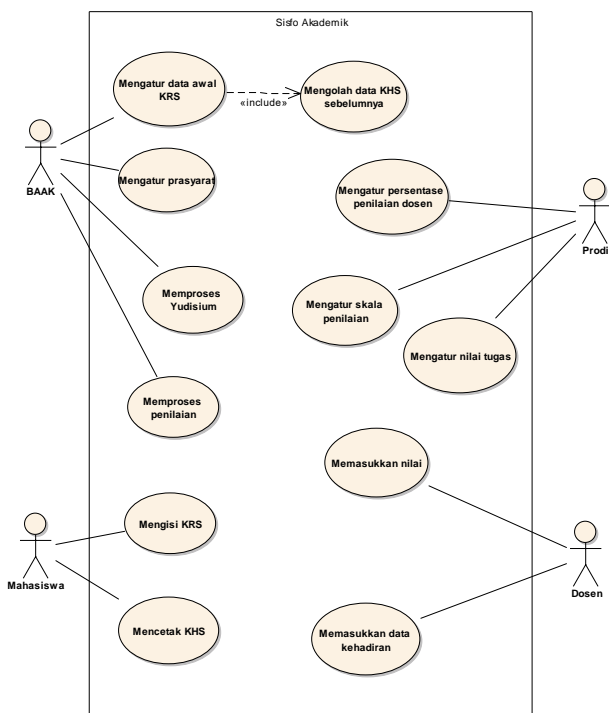 Sisfo Akademik
Mengatur data awal
KRS
«include»
Mengolah data KHS
sebelumnya
BAAK
Mengatur prasyarat
Mengatur persentase
penilaian dosen
Prodi
Memproses
Yudisium
Mengatur skala
penilaian
Mengatur nilai tugas
Memproses
penilaian
Memasukkan nilai
Mengisi KRS
Mahasiswa
Dosen
Mencetak KHS
Memasukkan data
kehadiran